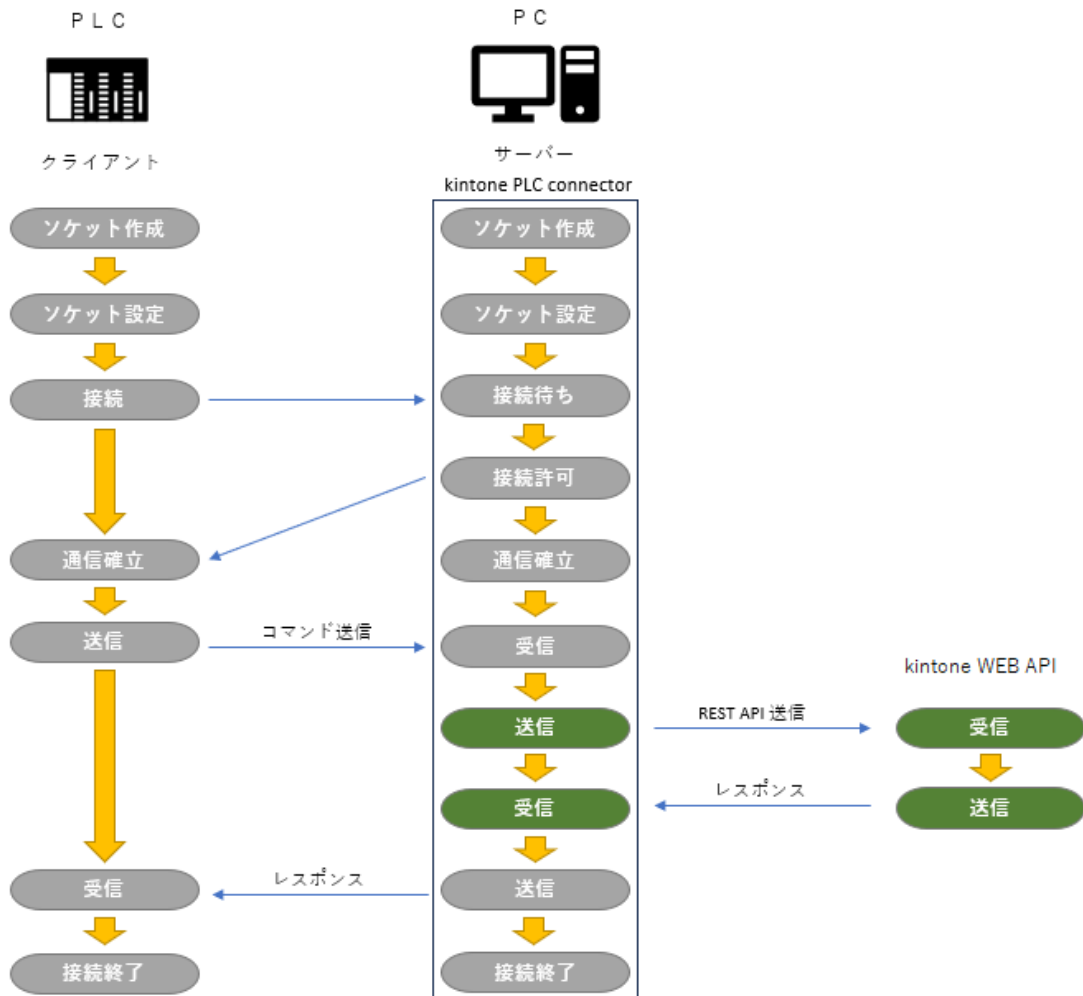 ＰＬＣ
ＰＣ
クライアント
サーバー
kintone PLC connector
ソケット作成
ソケット作成
ソケット設定
ソケット設定
接続
接続待ち
接続許可
通信確立
通信確立
送信
コマンド送信
受信
kintone WEB API
送信
REST API 送信
受信
受信
レスポンス
送信
受信
レスポンス
送信
接続終了
接続終了